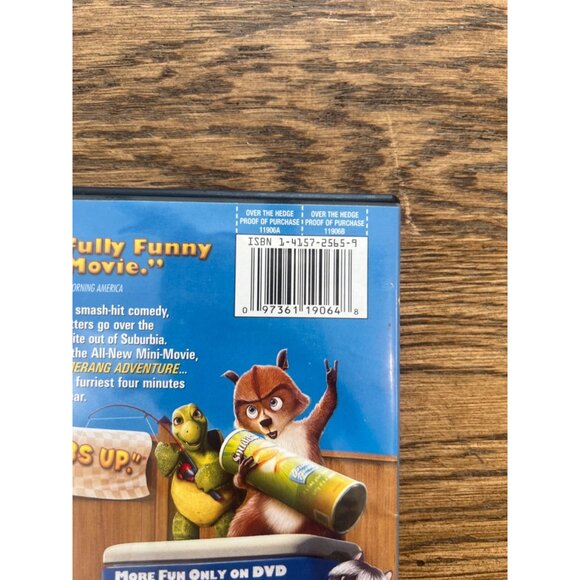 OVER THE HEDGE
PROOF OF PURCHASE
11906A
OVER THE HEDGE
PROOF OF PURCHASE
11906B
ISBN 1-4157-2565-9
0 97361 19064 8
Fully Funny
Movie."
ORNING AMERICA
smash-hit comedy,
tters go over the
ite out of Suburbia.
the All-New Mini-Movie,
ERANG ADVENTURE...
furriest four minutes
ar.
UP."
MORE FUN ONLY ON DVD